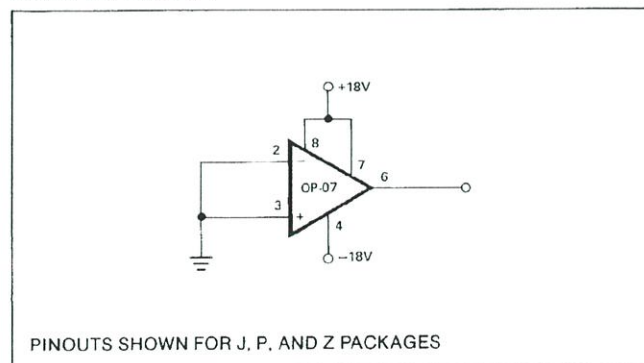 +18V
2
8
7
−
OP-07
6
3
+
4
−18V
PINOUTS SHOWN FOR J, P, AND Z PACKAGES